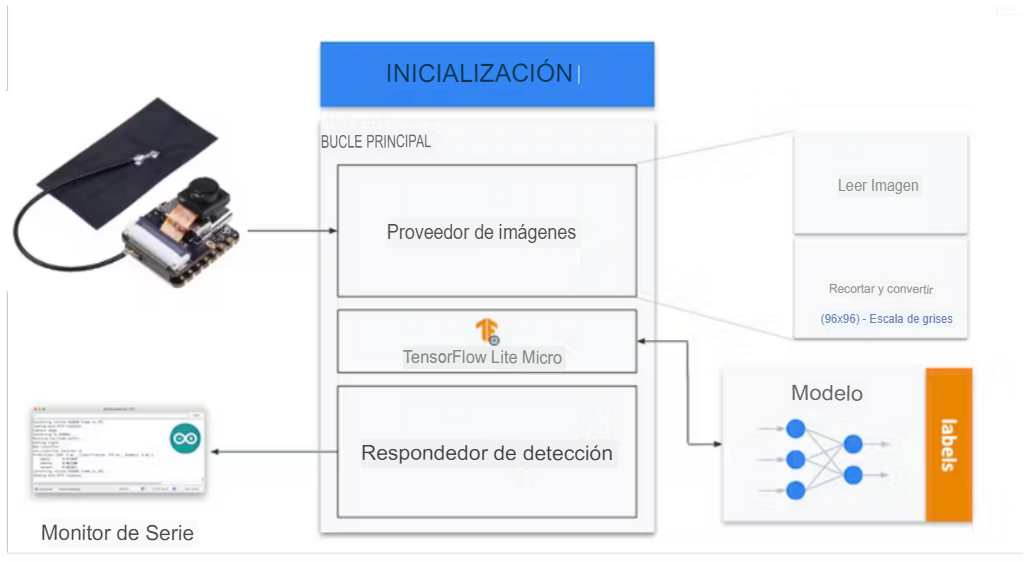 INICIALIZACIÓN
BUCLE PRINCIPAL
Proveedor de imágenes
Leer Imagen
Recortar y convertir
(96x96) - Escala de grises
TensorFlow Lite Micro
Modelo
labels
Respondedor de detección
Monitor de Serie